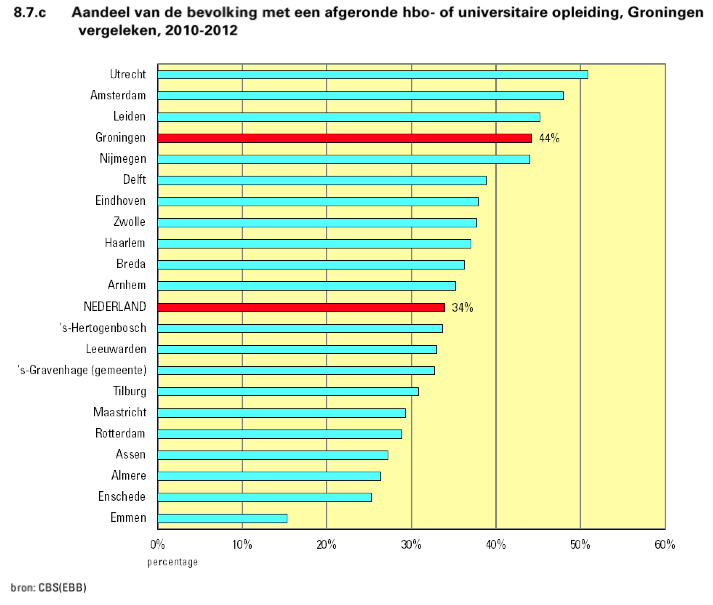 8.7.c Aandeel van de bevolking met een afgeronde hbo- of universitaire opleiding, Groningen
vergeleken, 2010-2012
Utrecht
Amsterdam
Leiden
Groningen 44%
Nijmegen
Delft
Eindhoven
Zwolle
Haarlem
Breda
Arnhem
NEDERLAND 34%
's-Hertogenbosch
Leeuwarden
's-Gravenhage (gemeente)
Tilburg
Maastricht
Rotterdam
Assen
Almere
Enschede
Emmen
0% 10% 20% 30% 40% 50% 60%
percentage
bron: CBS(EBB)